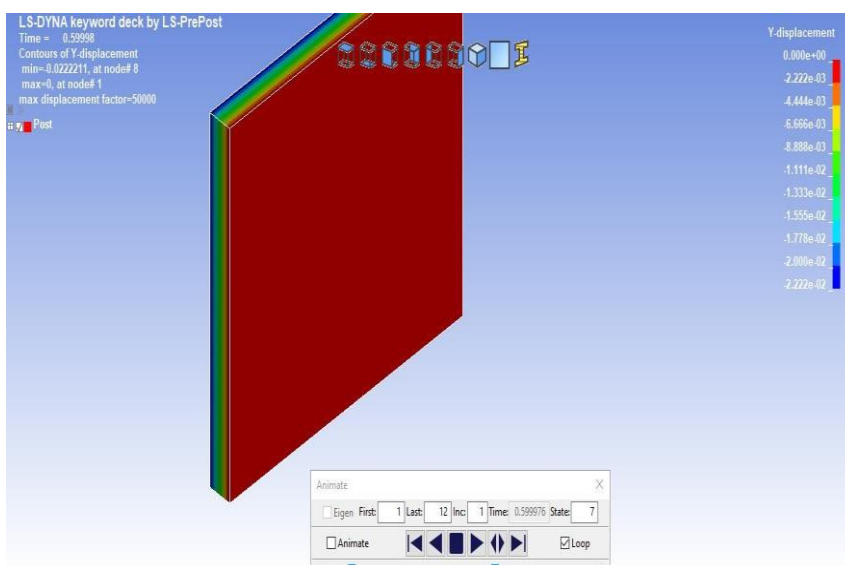 LS-DYNA keyword deck by LS-PrePost
Time = 0.59998
Contours of Y-displacement
min=-0.0222211, at node# 8
max=0, at node# 1
max displacement factor=50000
Post
Y-displacement
0.000e+00
-2.222e-03
-4.444e-03
-6.666e-03
-8.888e-03
-1.111e-02
-1.333e-02
-1.555e-02
-1.778e-02
-2.000e-02
-2.222e-02
Animate X
Eigen First: 1 Last: 12 Inc: 1 Time: 0.599976 State: 7
Animate Loop